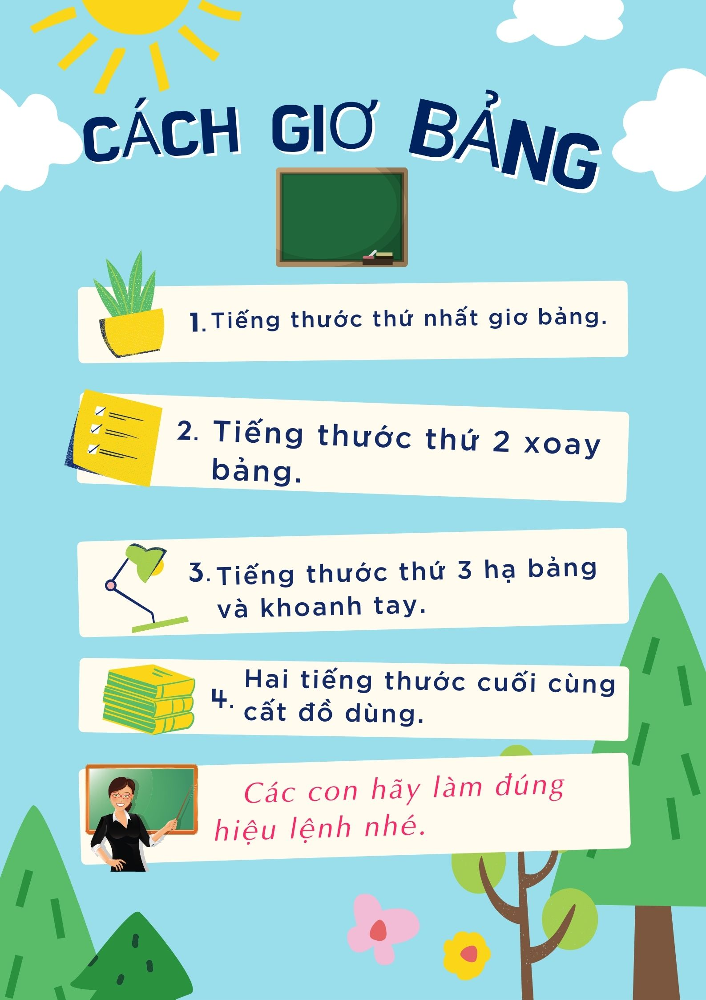 CÁCH GIƠ BẢNG
1. Tiếng thước thứ nhất giơ bảng.
2. Tiếng thước thứ 2 xoay
bảng.
3. Tiếng thước thứ 3 hạ bảng
và khoanh tay.
4. Hai tiếng thước cuối cùng
cất đồ dùng.
Các con hãy làm đúng
hiệu lệnh nhé.